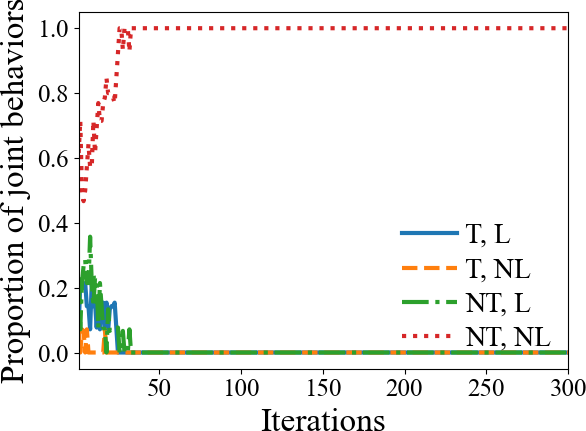 Proportion of joint behaviors
1.0
0.8
0.6
0.4
0.2
0.0
T, L
T, NL
NT, L
NT, NL
50 100 150 200 250 300
Iterations